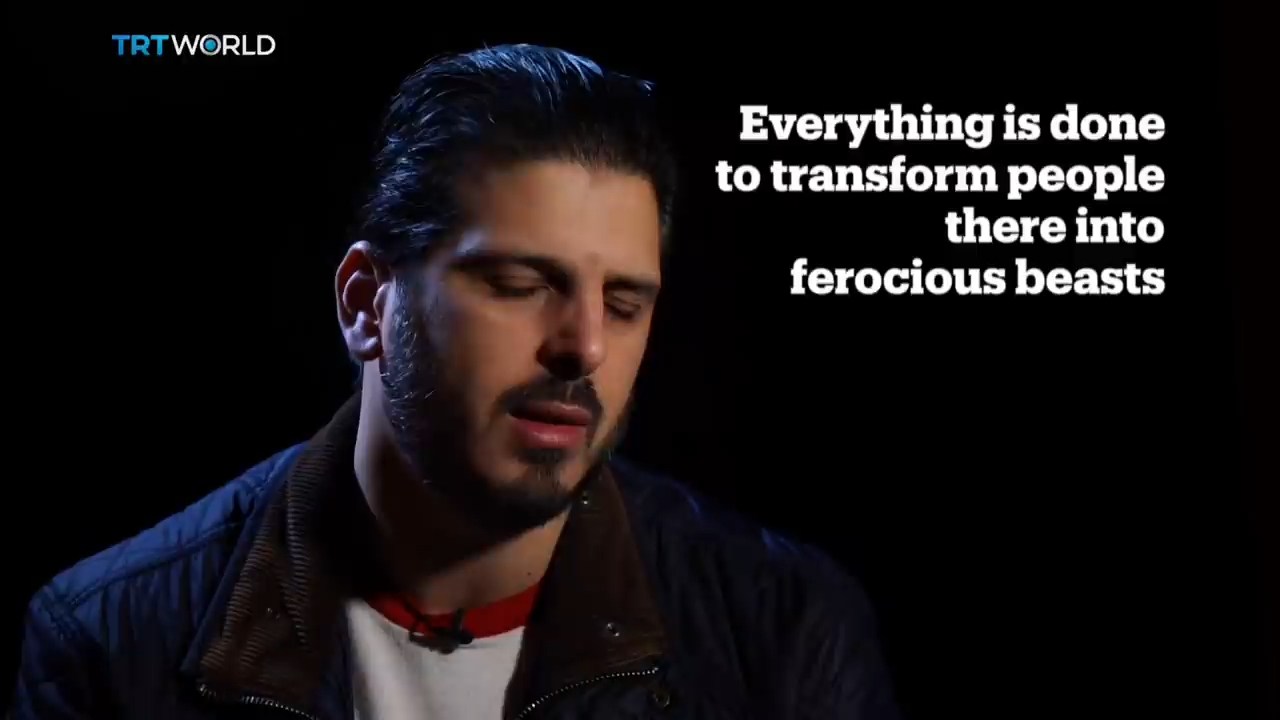 TRTWORLD
Everything is done
to transform people
there into
ferocious beasts